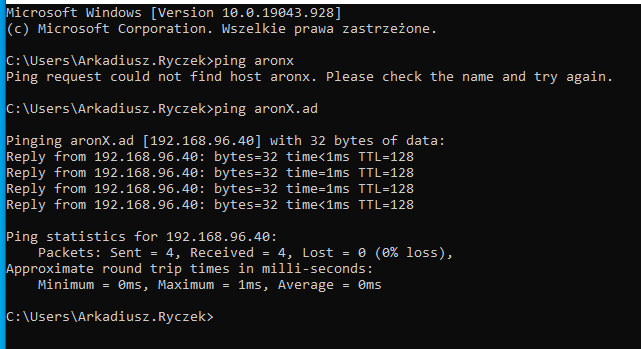 Microsoft Windows [Version 10.0.19043.928]
(c) Microsoft Corporation. Wszelkie prawa zastrzeżone.
C:\Users\Arkadiusz.Ryczek>ping aronx
Ping request could not find host aronx. Please check the name and try again.
C:\Users\Arkadiusz.Ryczek>ping aronX.ad
Pinging aronX.ad [192.168.96.40] with 32 bytes of data:
Reply from 192.168.96.40: bytes=32 time<1ms TTL=128
Reply from 192.168.96.40: bytes=32 time=1ms TTL=128
Reply from 192.168.96.40: bytes=32 time=1ms TTL=128
Reply from 192.168.96.40: bytes=32 time<1ms TTL=128
Ping statistics for 192.168.96.40:
    Packets: Sent = 4, Received = 4, Lost = 0 (0% loss),
Approximate round trip times in milli-seconds:
    Minimum = 0ms, Maximum = 1ms, Average = 0ms
C:\Users\Arkadiusz.Ryczek>